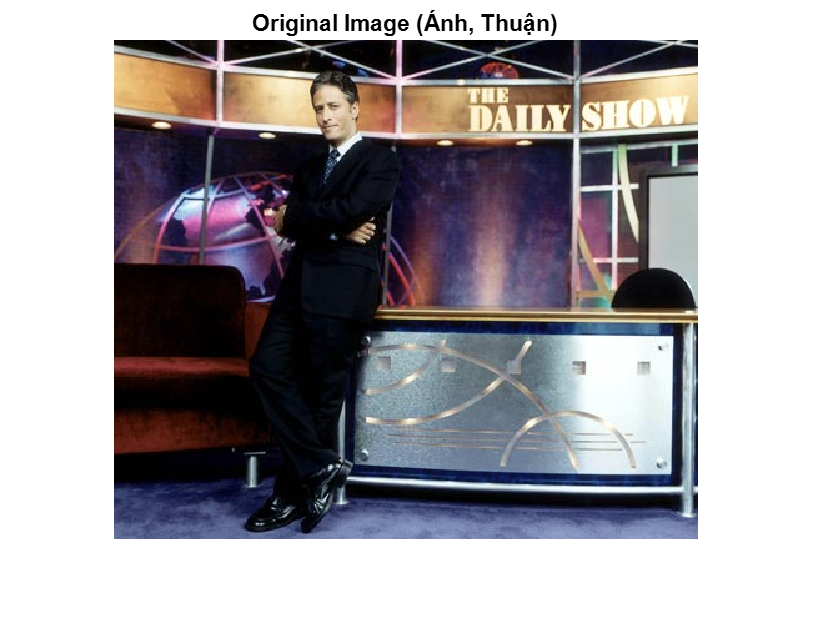 Original Image (Ánh, Thuận)
THE
DAILY SHOW